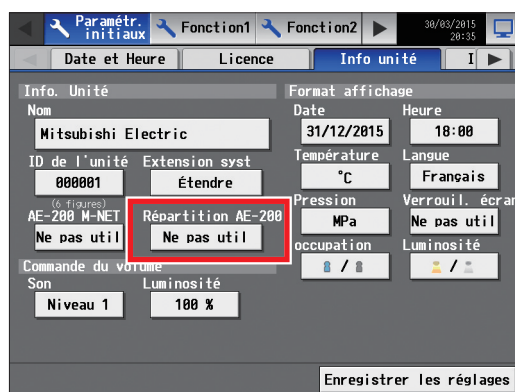 Paramétr. initiaux Fonction1 Fonction2 30/03/2015 20:35
Date et Heure Licence Info unité I
Info. Unité
Nom
Mitsubishi Electric
ID de l'unité Extension syst
000001 Étendre
(6 figures)
AE-200 M-NET Répartition AE-200
Ne pas util Ne pas util
Commande du volume
Son Luminosité
Niveau 1 100 %
Format affichage
Date Heure
31/12/2015 18:00
Température Langue
°C Français
Pression Verrouil. écran
MPa Ne pas util
occupation Luminosité
/ /
Enregistrer les réglages